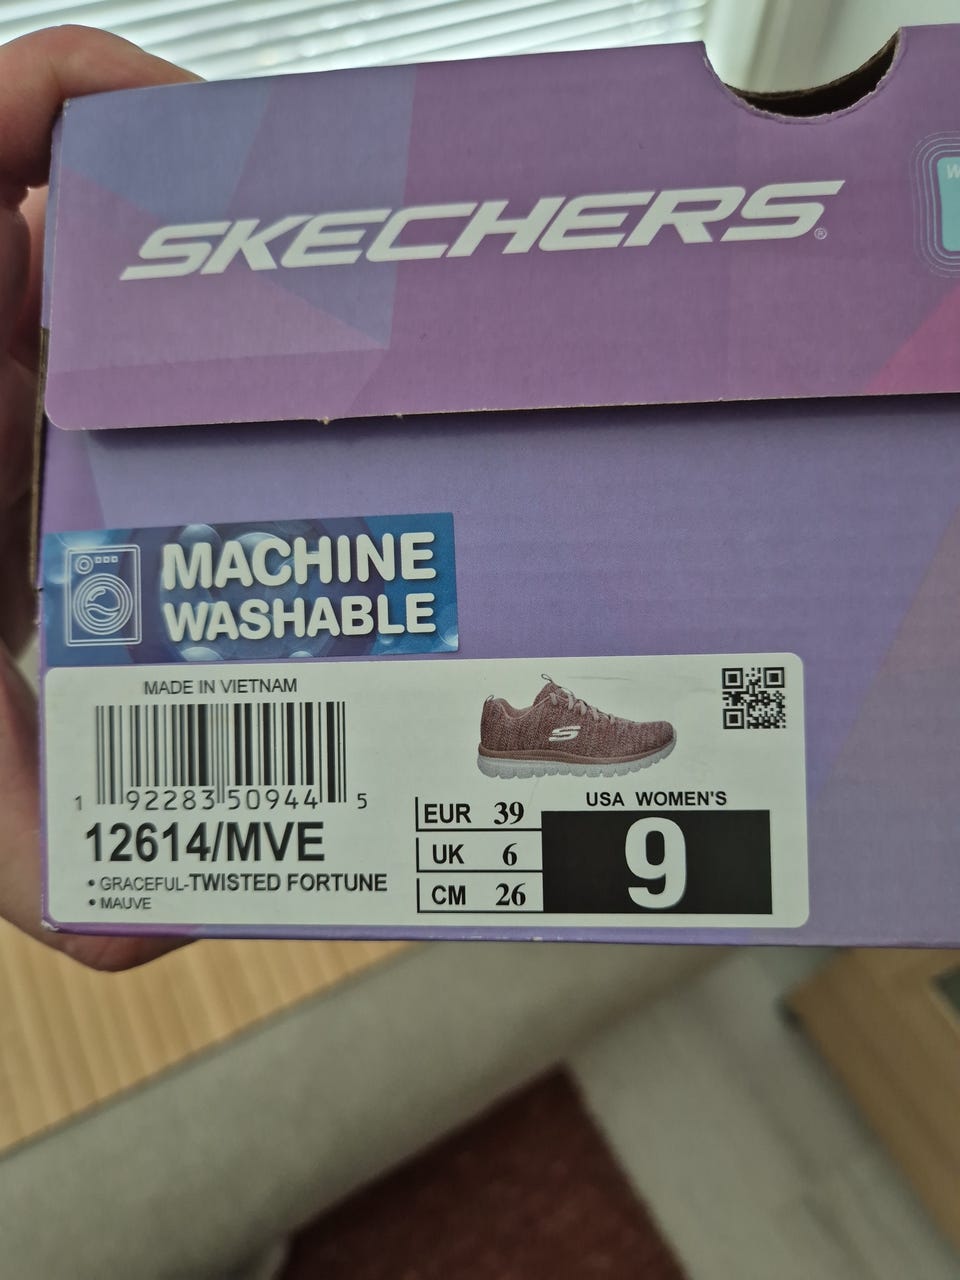 SKECHERS®
W
MACHINE
WASHABLE
MADE IN VIETNAM
1 92283 50944 5
12614/MVE
• GRACEFUL-TWISTED FORTUNE
• MAUVE
EUR 39
UK 6
CM 26
USA WOMEN'S
9